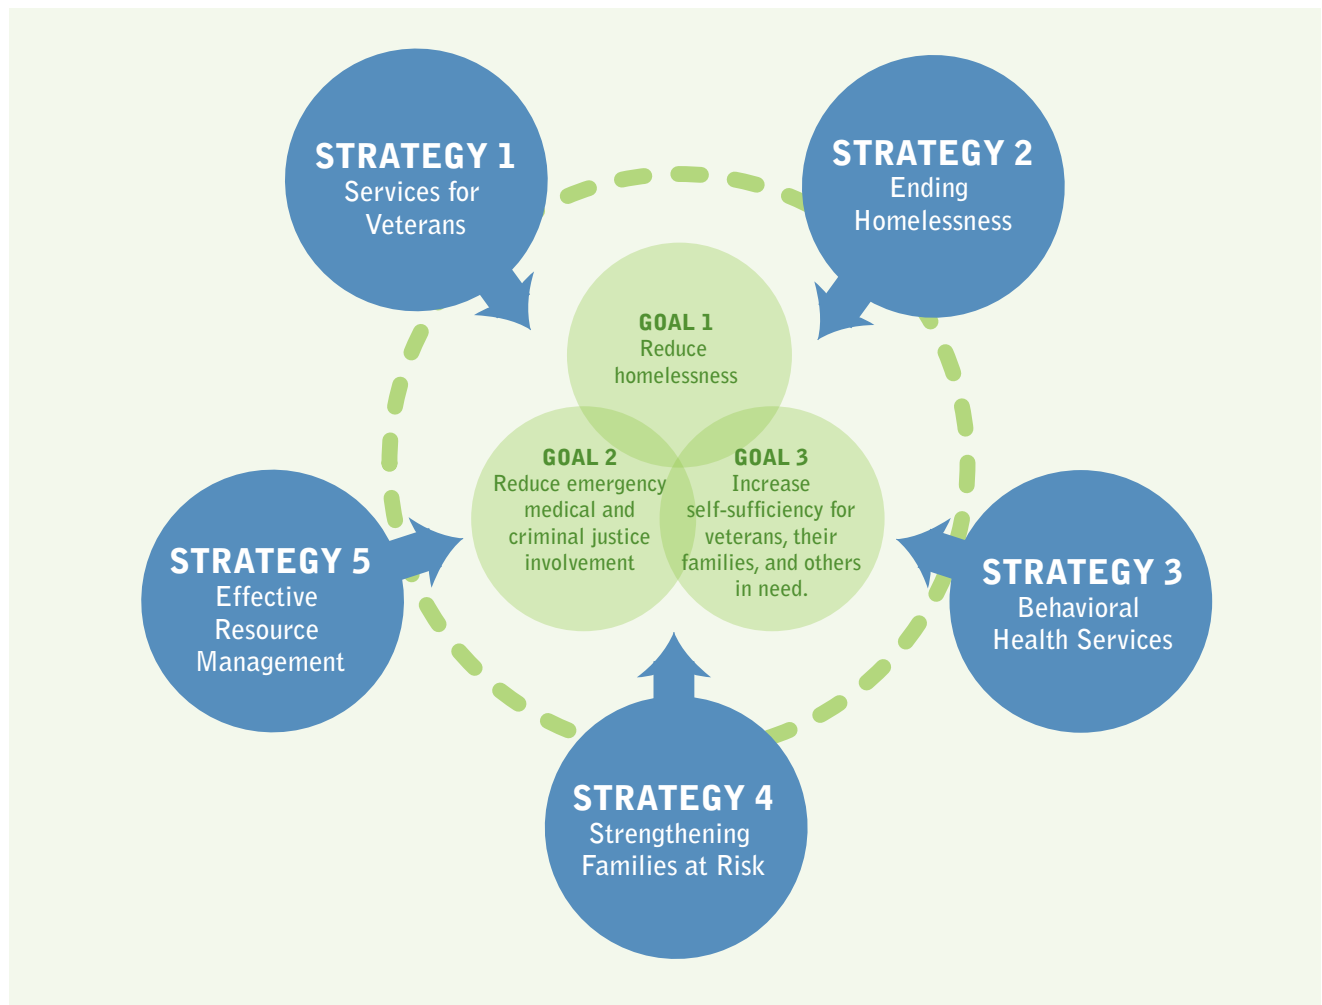 STRATEGY 1
Services for
Veterans
STRATEGY 2
Ending
Homelessness
GOAL 1
Reduce
homelessness
GOAL 2
Reduce emergency
medical and
criminal justice
involvement
GOAL 3
Increase
self-sufficiency for
veterans, their
families, and others
in need.
STRATEGY 5
Effective
Resource
Management
STRATEGY 3
Behavioral
Health Services
STRATEGY 4
Strengthening
Families at Risk